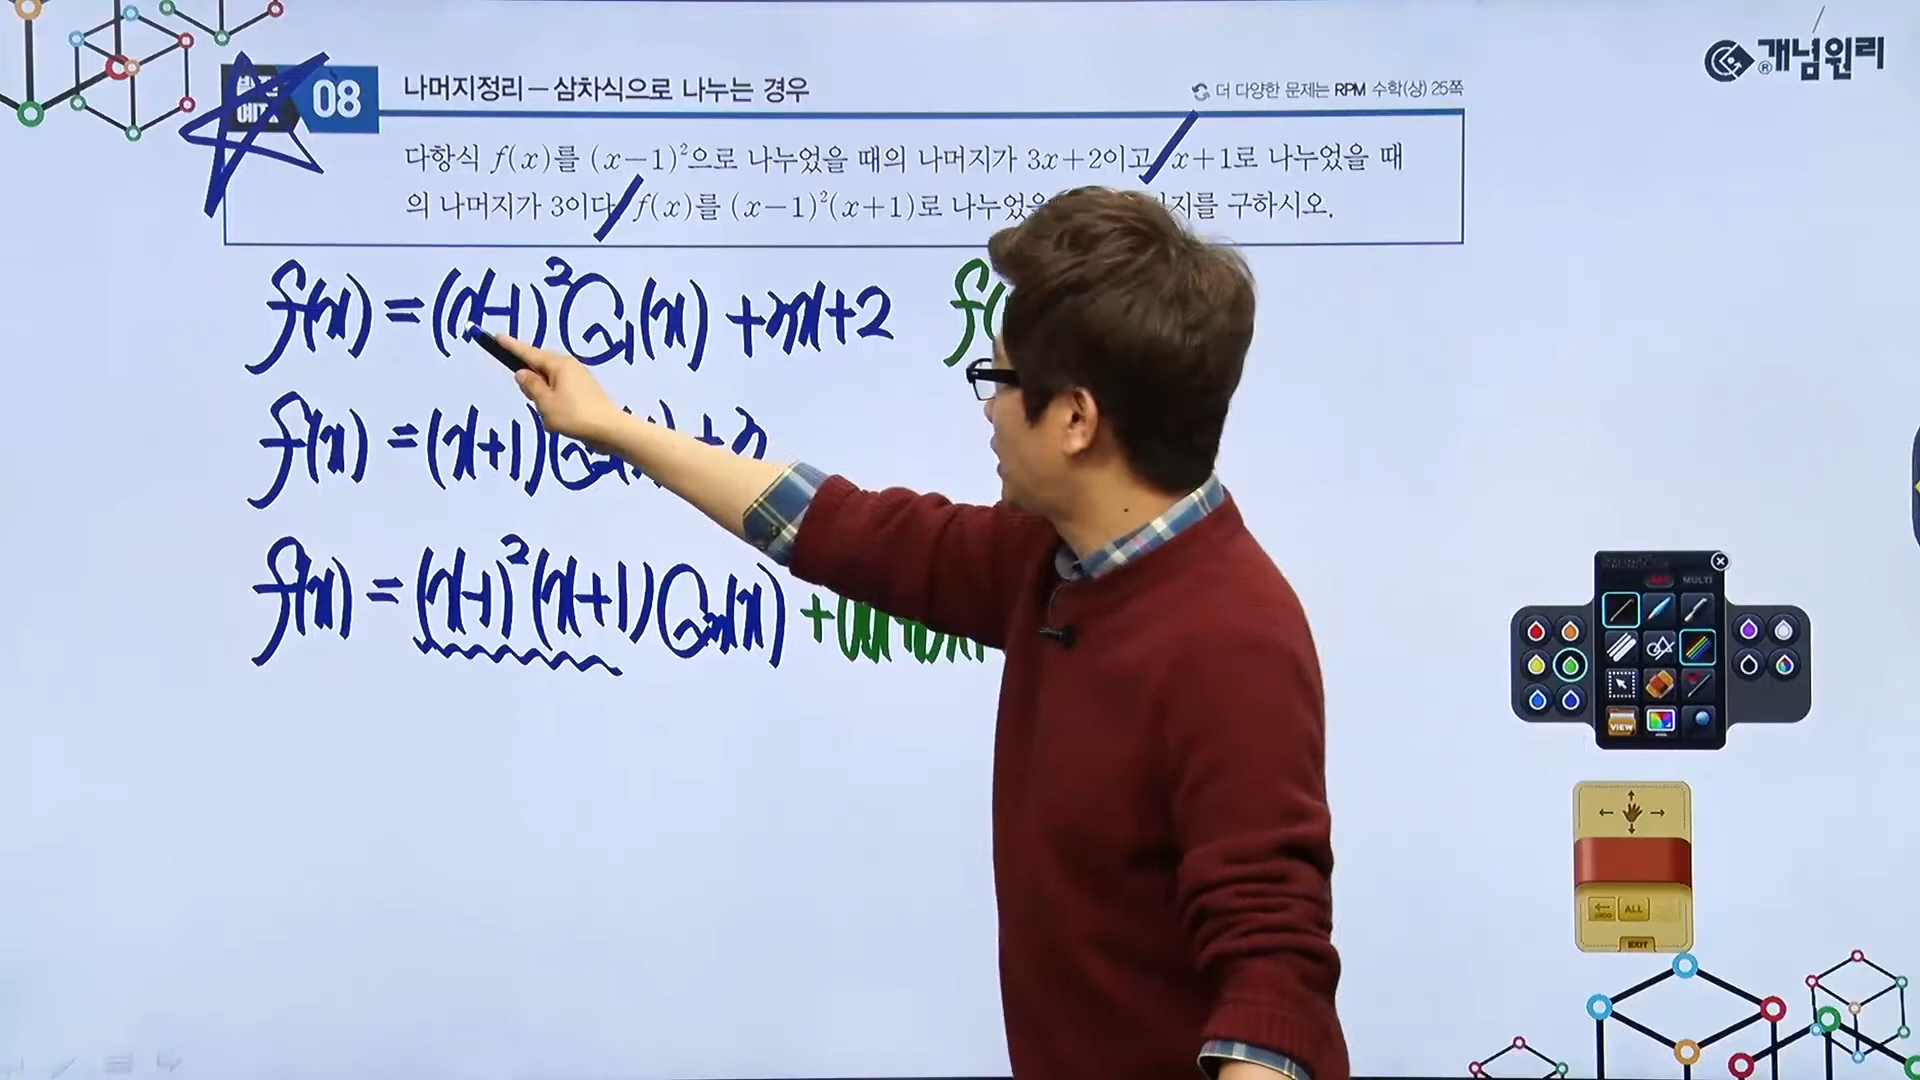 개념원리
08 나머지정리-삼차식으로 나누는 경우
더 다양한 문제는 RPM 수학(상) 25쪽
다항식 f(x)를 (x-1)²으로 나누었을 때의 나머지가 3x+2이고 x+1로 나누었을 때
의 나머지가 3이다 f(x)를 (x-1)²(x+1)로 나누었을 지를 구하시오.
f(x) = (x-1)²Q₁(x) +3x+2 f(
f(x) = (x+1) +3
f(x) = (x-1)²(x+1)Q₃(x) +
MULTI
VIEW
ALL
EXIT